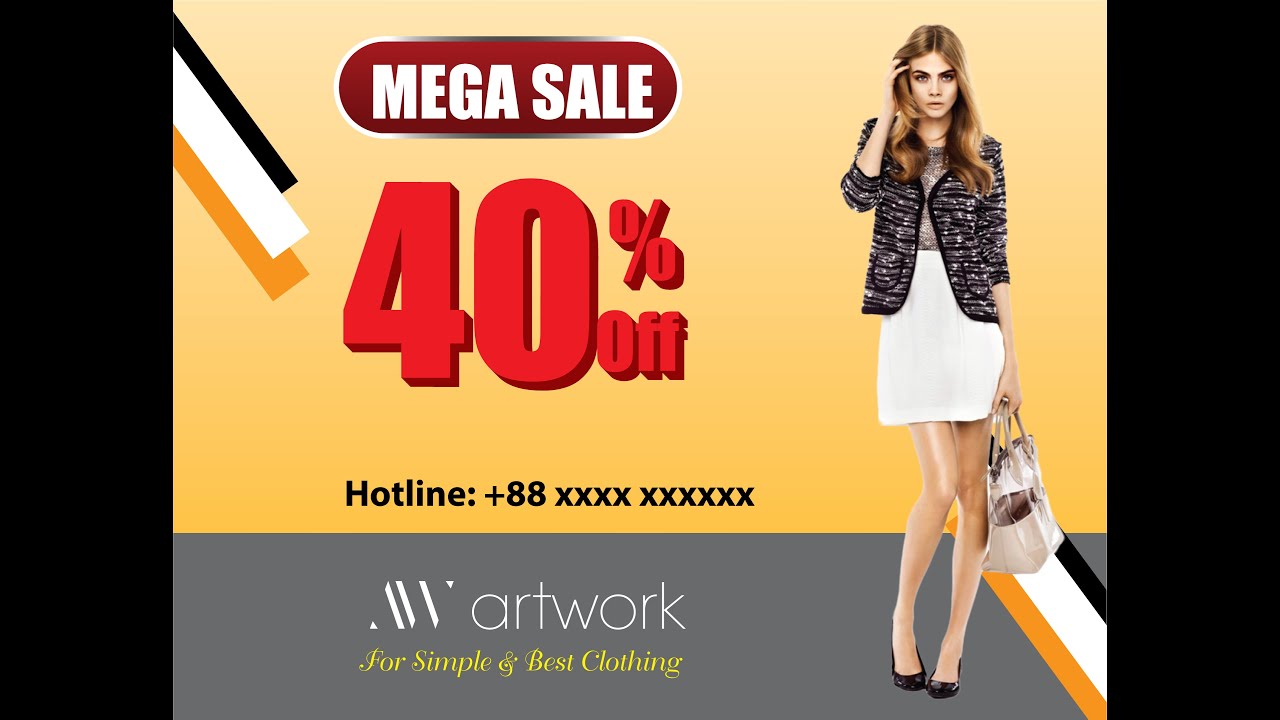 MEGA SALE
40% Off
Hotline: +88 xxxx xxxxxx
AW artwork
For Simple & Best Clothing